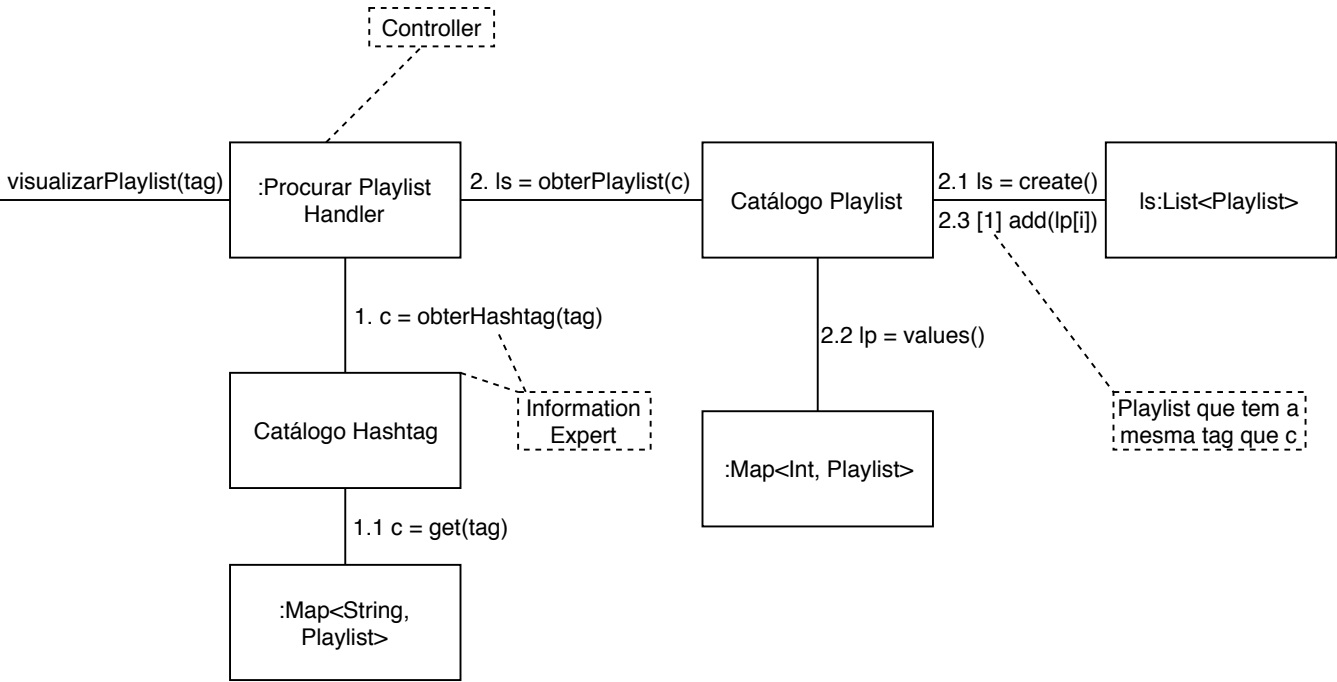 Controller
visualizarPlaylist(tag)
:Procurar Playlist
Handler
2. ls = obterPlaylist(c)
Catálogo Playlist
2.1 ls = create()
2.3 [1] add(lp[i])
ls:List<Playlist>
1. c = obterHashtag(tag)
2.2 lp = values()
Catálogo Hashtag
Information
Expert
Playlist que tem a
mesma tag que c
:Map<Int, Playlist>
1.1 c = get(tag)
:Map<String,
Playlist>